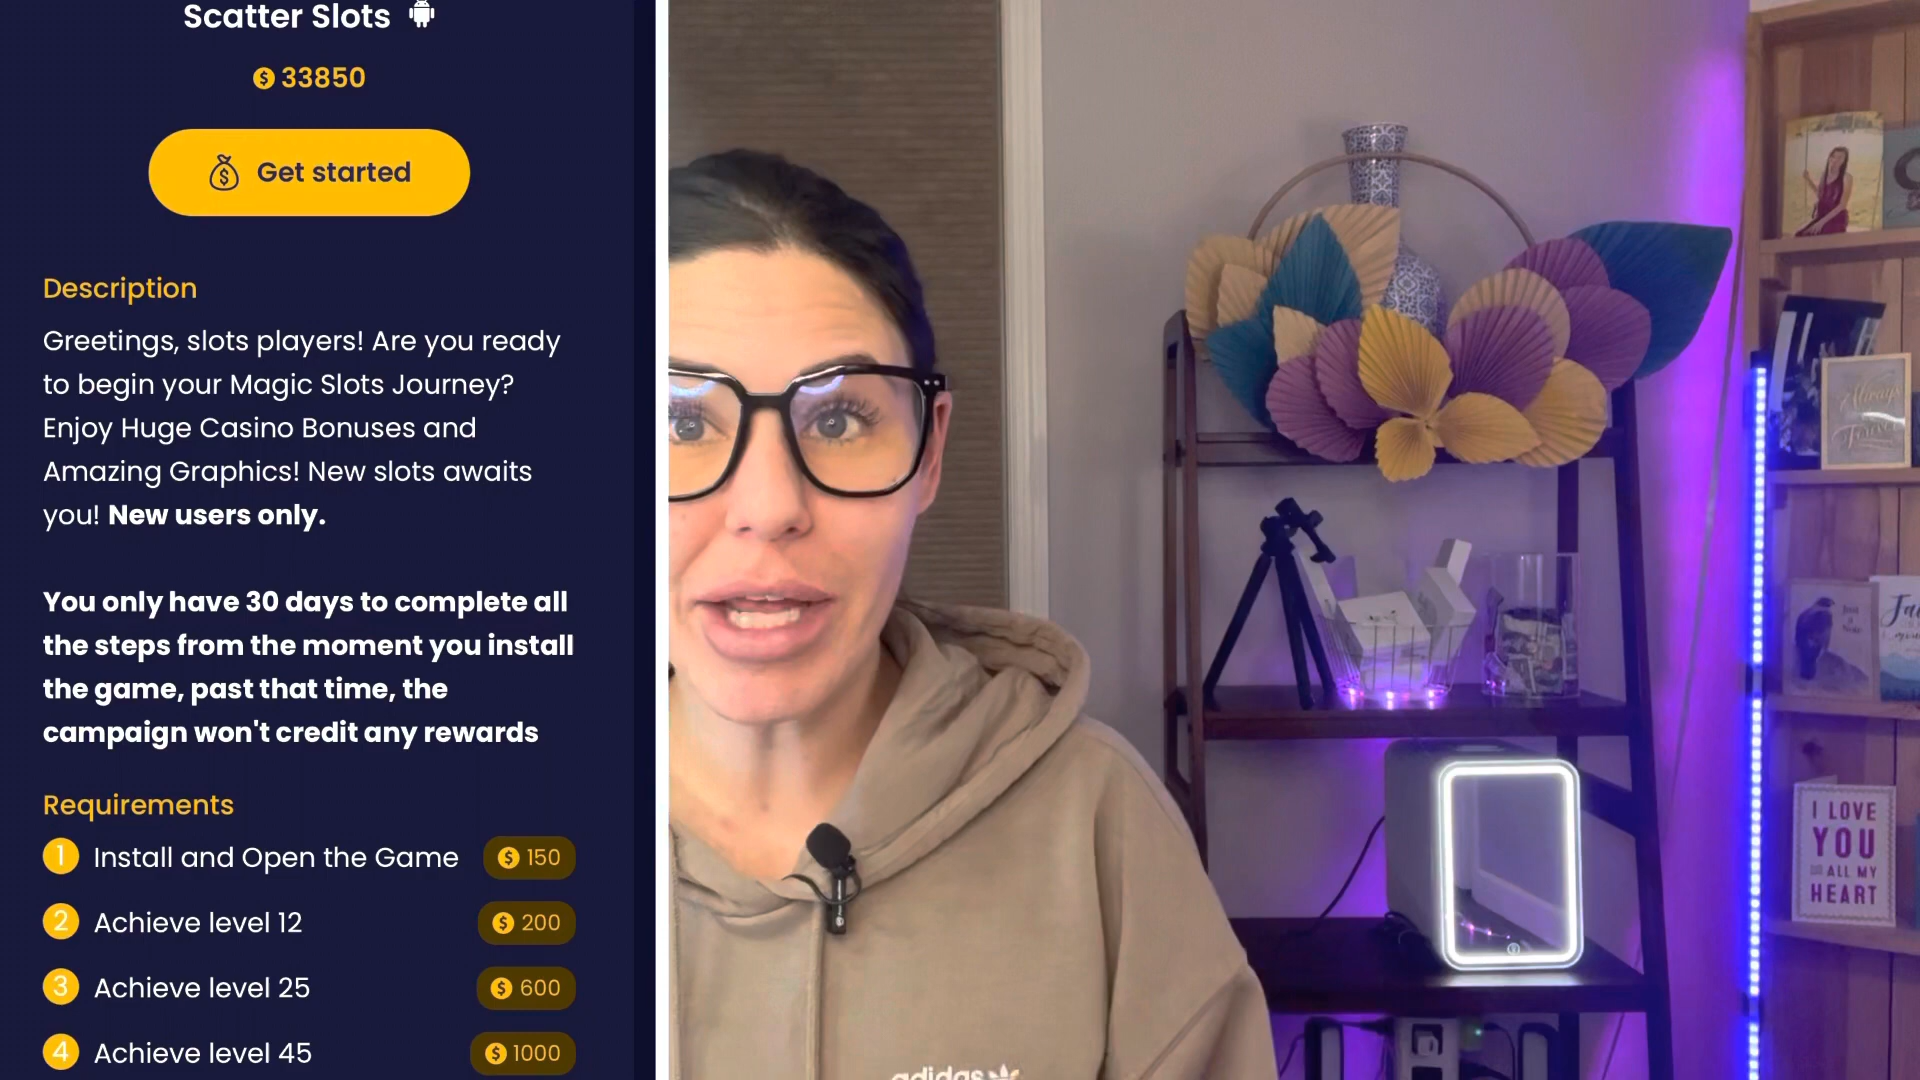 Scatter Slots
33850
Get started
Description
Greetings, slots players! Are you ready
to begin your Magic Slots Journey?
Enjoy Huge Casino Bonuses and
Amazing Graphics! New slots awaits
you! New users only.
You only have 30 days to complete all
the steps from the moment you install
the game, past that time, the
campaign won't credit any rewards
Requirements
1 Install and Open the Game $ 150
2 Achieve level 12 $ 200
3 Achieve level 25 $ 600
4 Achieve level 45 $ 1000
adidas
Always
Forever
I LOVE
YOU
ALL MY
HEART